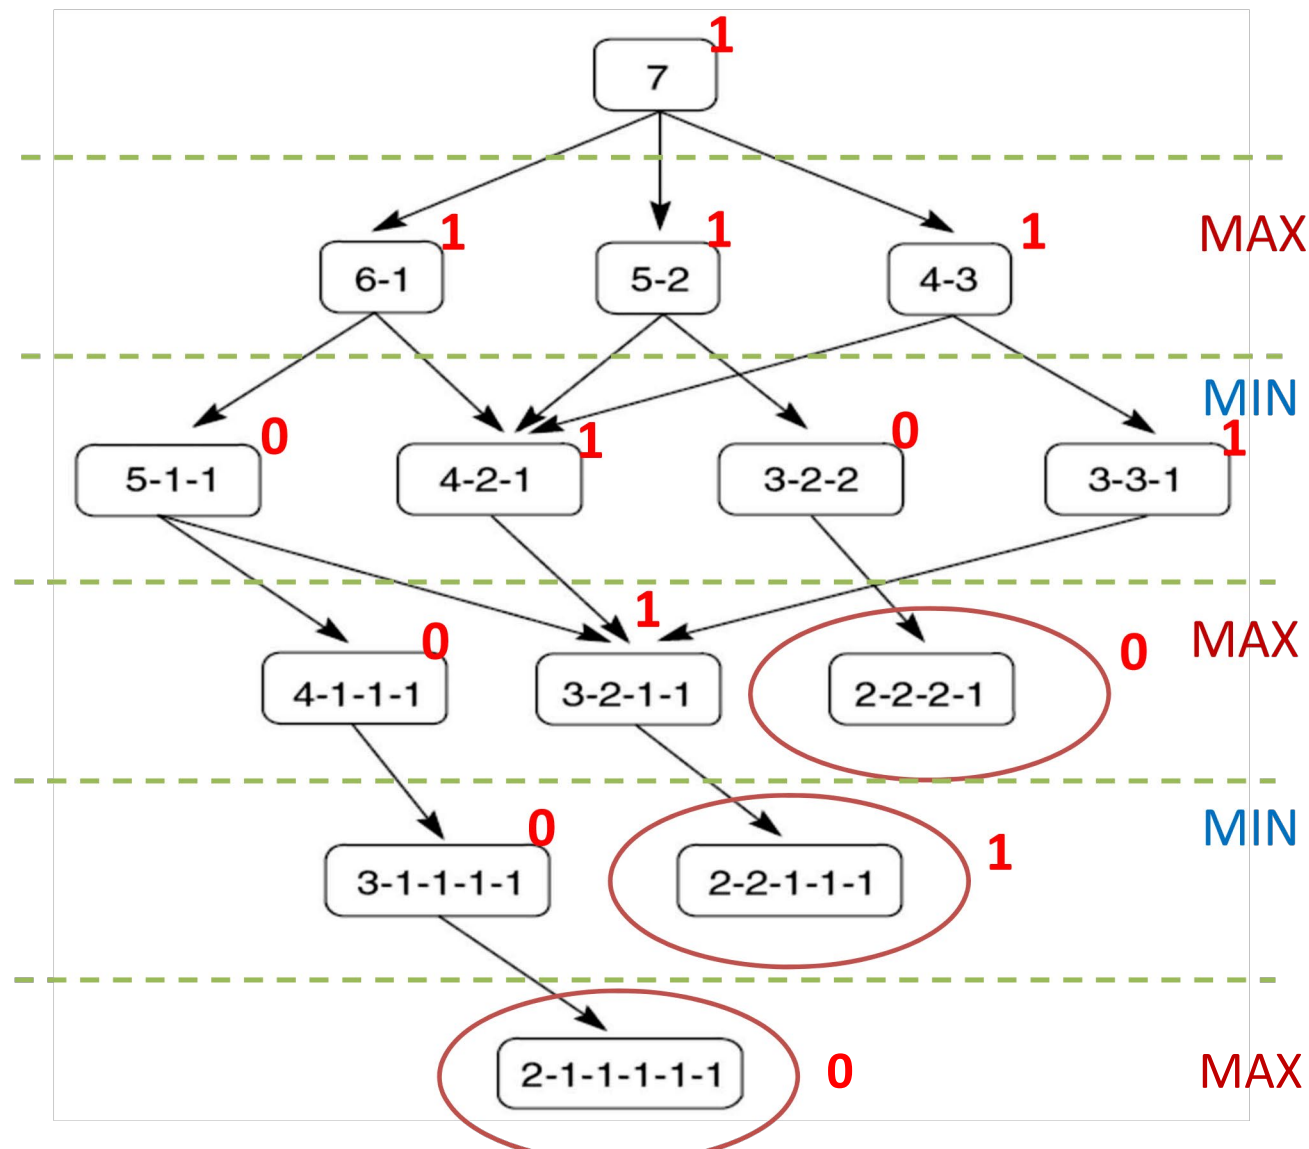 1
7
1 1 1 MAX
6-1 5-2 4-3
MIN
0 1 0 1
5-1-1 4-2-1 3-2-2 3-3-1
0 1 0 MAX
4-1-1-1 3-2-1-1 2-2-2-1
0 1 MIN
3-1-1-1-1 2-2-1-1-1
2-1-1-1-1-1 0 MAX